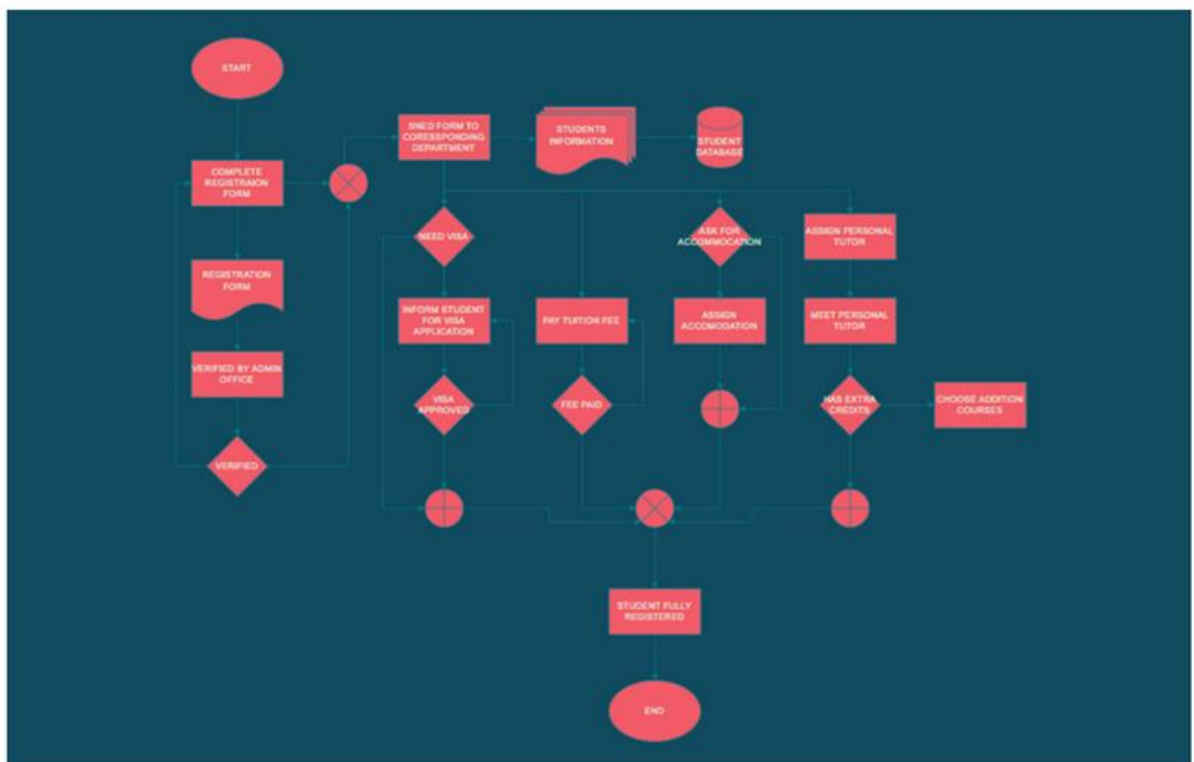 START
SNED FORM TO
CORESSPONDING
DEPARTMENT
STUDENTS
INFORMATION
STUDENT
DATABASE
COMPLETE
REGISTRAION
FORM
NEED VISA
ASK FOR
ACCOMMOCATION
ASSIGN PERSONAL
TUTOR
REGISTRATION
FORM
INFORM STUDENT
FOR VISA
APPLICATION
PAY TUITION FEE
ASSIGN
ACCOMODATION
MEET PERSONAL
TUTOR
VERIFIED BY ADMIN
OFFICE
VISA
APPROVED
FEE PAID
HAS EXTRA
CREDITS
CHOOSE ADDITION
COURSES
VERIFIED
STUDENT FULLY
REGISTERED
END